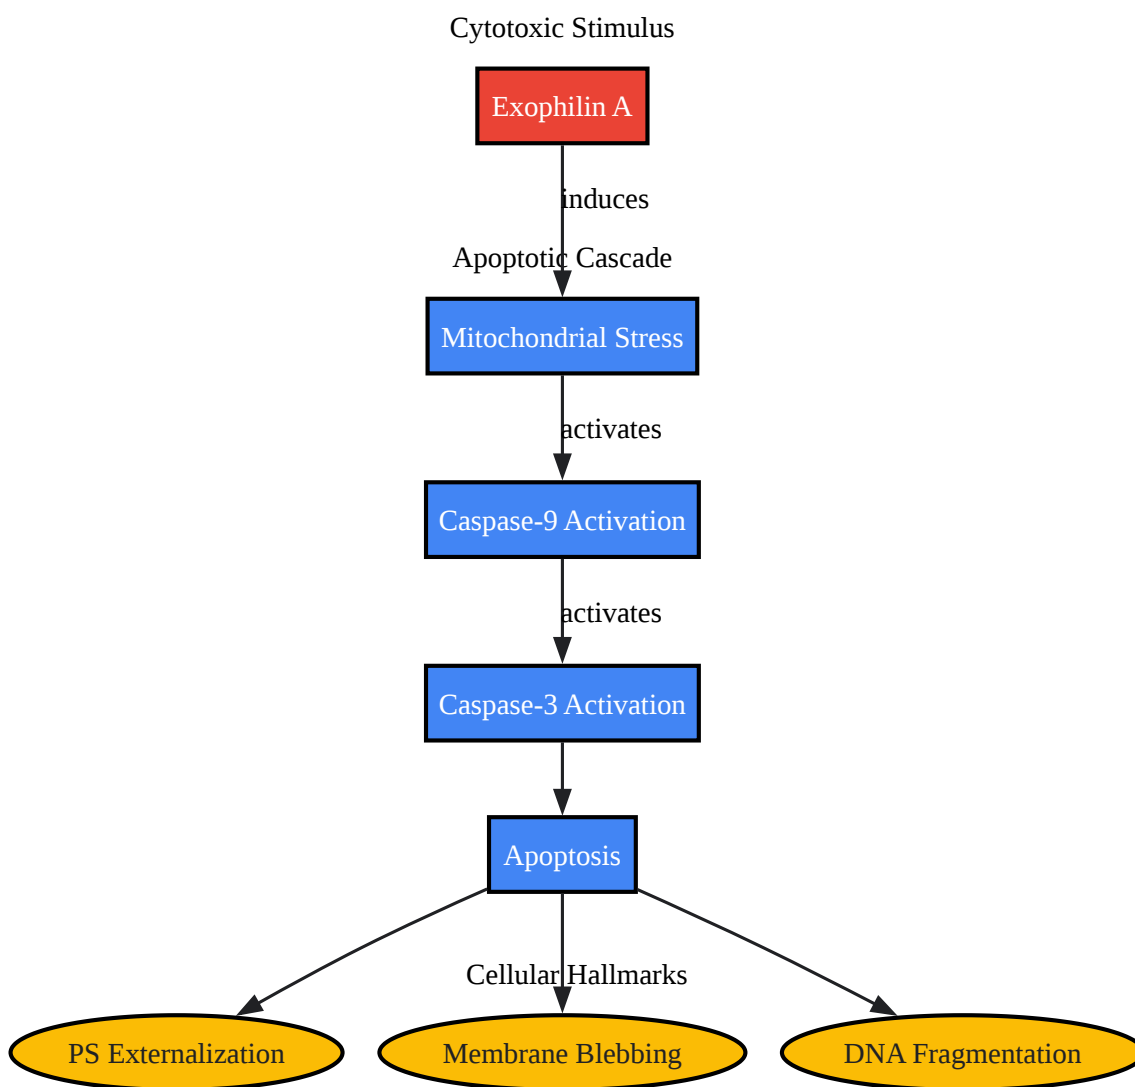 Cytotoxic Stimulus
Exophilin A
induces
Apoptotic Cascade
Mitochondrial Stress
activates
Caspase-9 Activation
activates
Caspase-3 Activation
Apoptosis
Cellular Hallmarks
PS Externalization
Membrane Blebbing
DNA Fragmentation